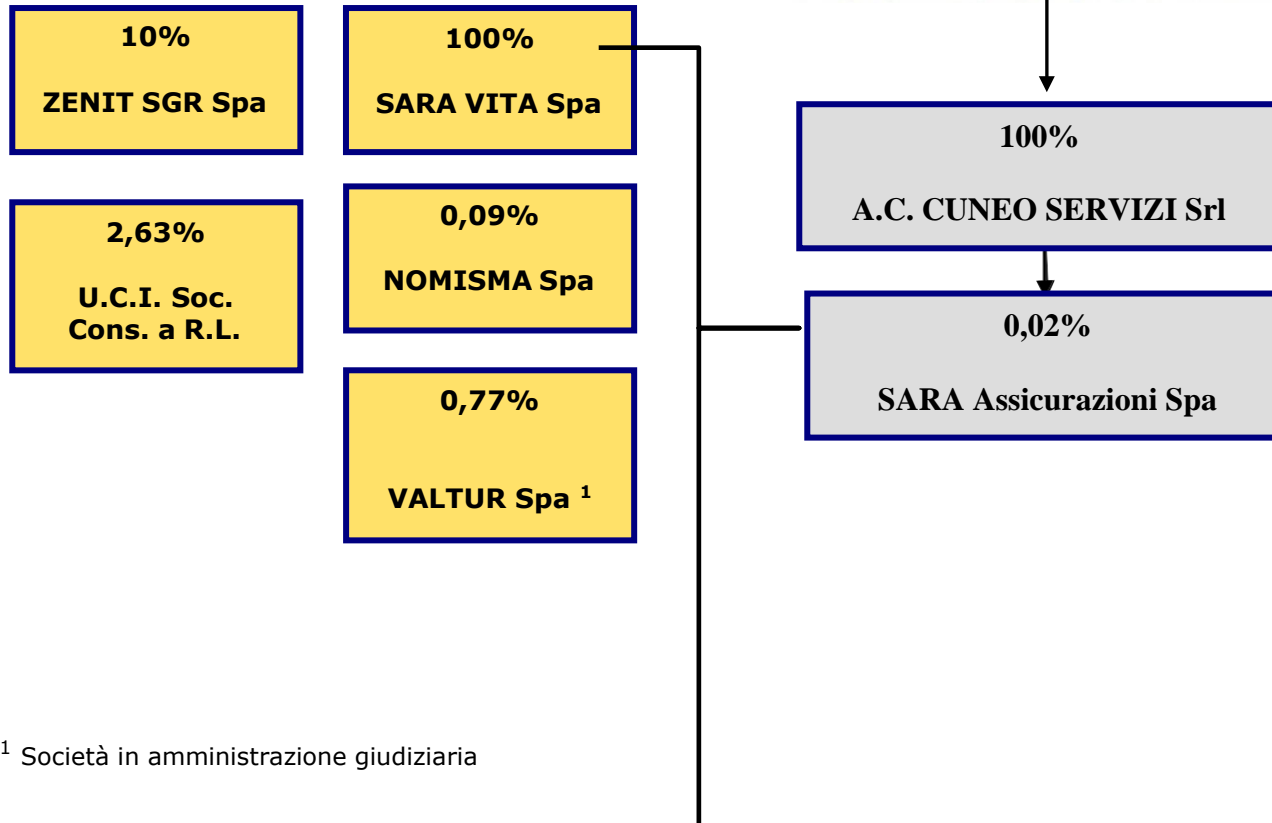 10%
ZENIT SGR Spa
100%
SARA VITA Spa
2,63%
U.C.I. Soc.
Cons. a R.L.
0,09%
NOMISMA Spa
0,77%
VALTUR Spa ¹
100%
A.C. CUNEO SERVIZI Srl
0,02%
SARA Assicurazioni Spa
¹ Società in amministrazione giudiziaria